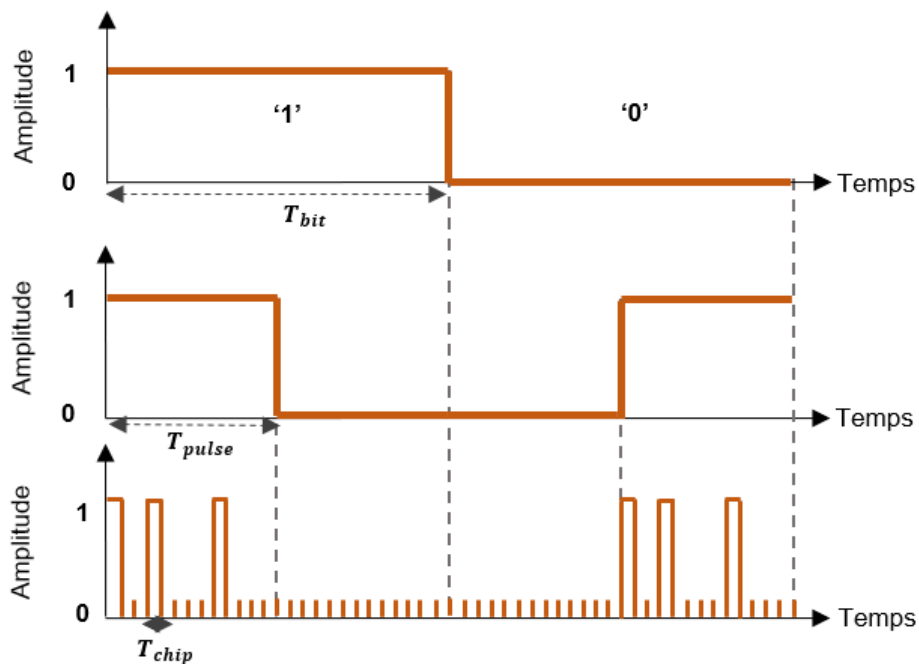 Amplitude
1
‘1’
‘0’
0
Temps
T_bit
Amplitude
1
0
Temps
T_pulse
Amplitude
1
0
Temps
T_chip